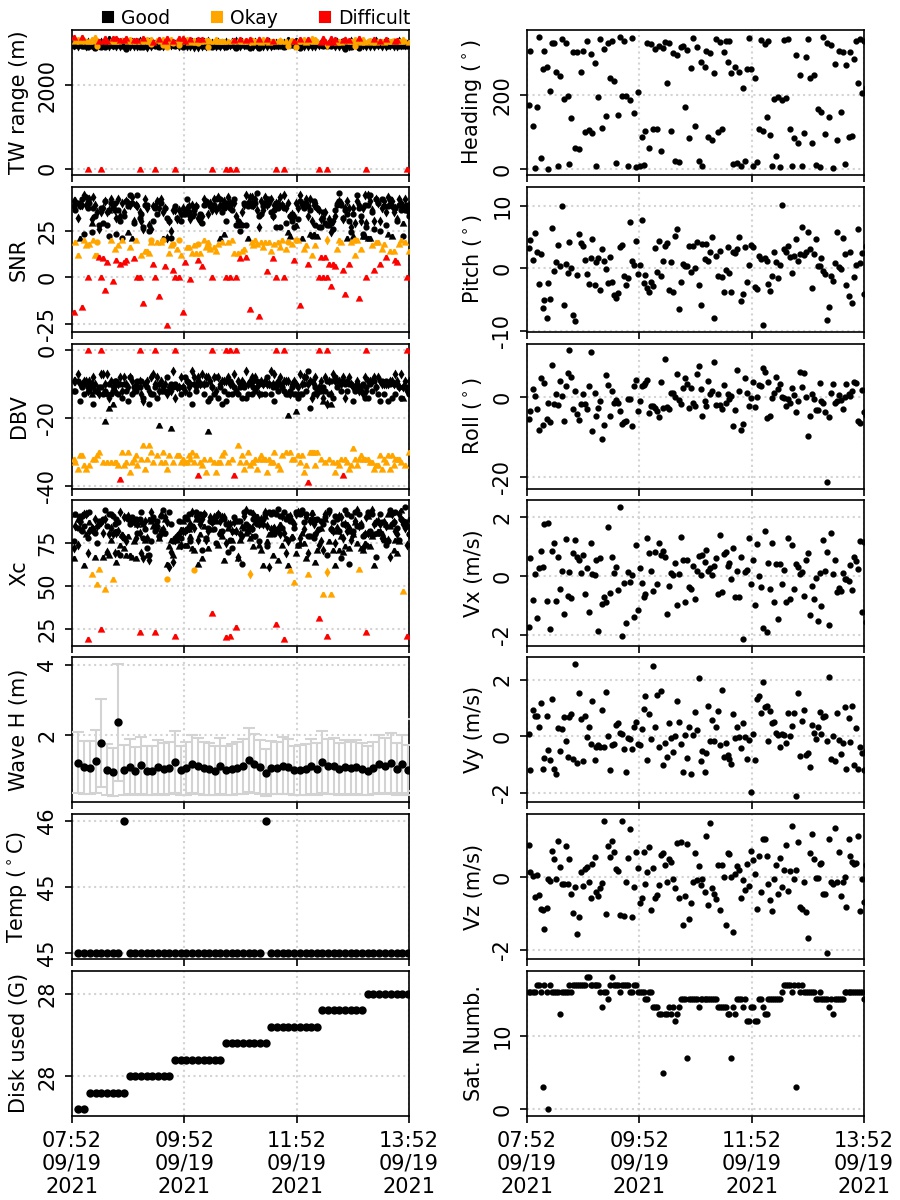 Good Okay Difficult
TW range (m)
2000
0
SNR
25
0
-25
DBV
0
-20
-40
Xc
75
50
25
Wave H (m)
4
2
Temp (°C)
46
45
45
Disk used (G)
28
28
07:52 09:52 11:52 13:52
09/19 09/19 09/19 09/19
2021 2021 2021 2021
Heading (°)
200
0
Pitch (°)
10
0
-10
Roll (°)
0
-20
Vx (m/s)
2
0
-2
Vy (m/s)
2
0
-2
Vz (m/s)
0
-2
Sat. Numb.
10
0
07:52 09:52 11:52 13:52
09/19 09/19 09/19 09/19
2021 2021 2021 2021